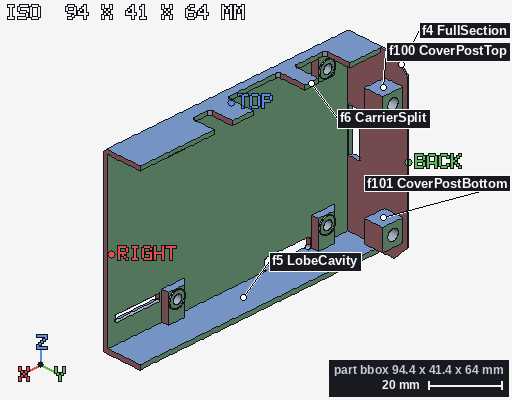 ISO 94 X 41 X 64 MM
f4 FullSection
f100 CoverPostTop
TOP
f6 CarrierSplit
BACK
f101 CoverPostBottom
RIGHT
f5 LobeCavity
Z
X
Y
part bbox 94.4 x 41.4 x 64 mm
20 mm